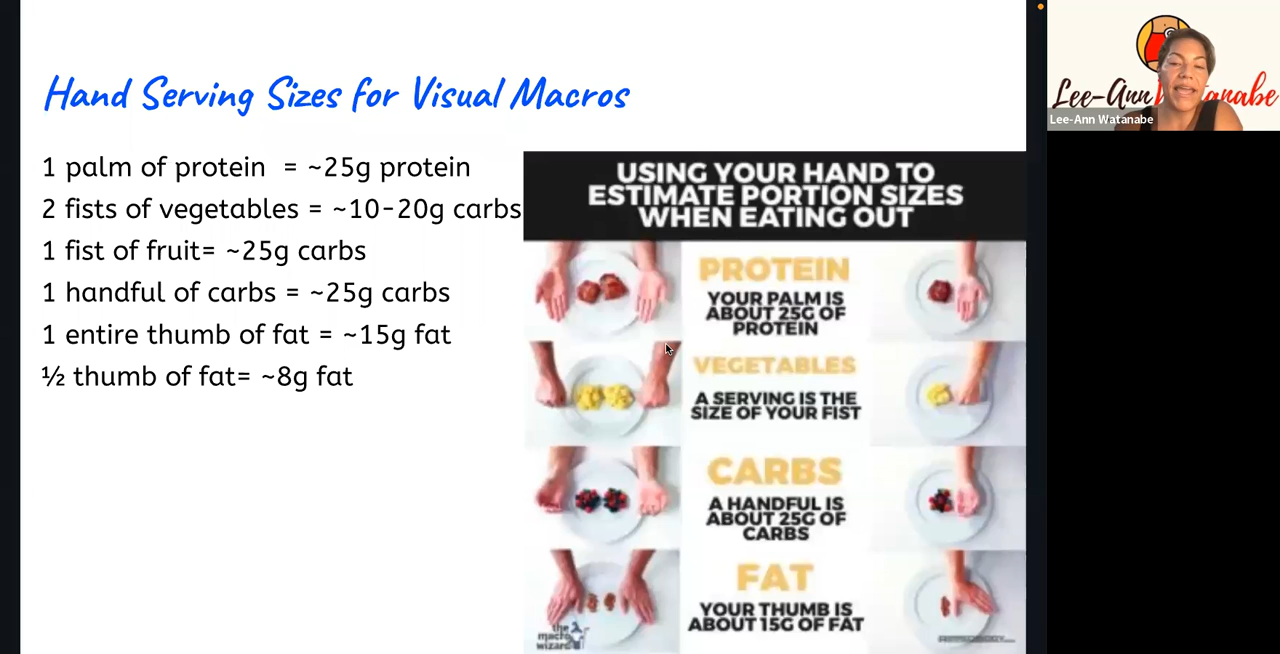 Hand Serving Sizes for Visual Macros
1 palm of protein = ~25g protein
2 fists of vegetables = ~10-20g carbs
1 fist of fruit= ~25g carbs
1 handful of carbs = ~25g carbs
1 entire thumb of fat = ~15g fat
½ thumb of fat= ~8g fat
USING YOUR HAND TO
ESTIMATE PORTION SIZES
WHEN EATING OUT
PROTEIN
YOUR PALM IS
ABOUT 25G OF
PROTEIN
VEGETABLES
A SERVING IS THE
SIZE OF YOUR FIST
CARBS
A HANDFUL IS
ABOUT 25G OF
CARBS
FAT
YOUR THUMB IS
ABOUT 15G OF FAT
the
macro
wizard
Lee-Ann
Lee-Ann Watanabe